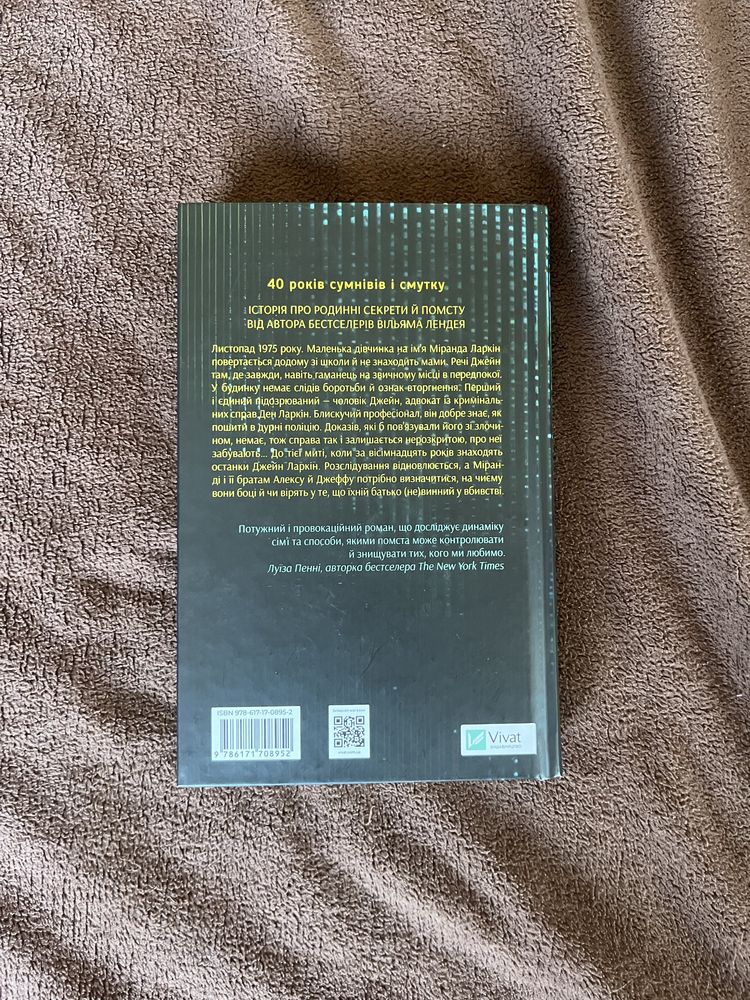 40 років сумнівів і смутку
ІСТОРІЯ ПРО РОДИННІ СЕКРЕТИ Й ПОМСТУ
ВІД АВТОРА БЕСТСЕЛЕРІВ ВІЛЬЯМА ЛЕНДЕЯ
Листопад 1975 року. Маленька дівчинка на ім'я Міранда Ларкін
повертається додому зі школи й не знаходить мами. Речі Джейн
там, де завжди, навіть гаманець на звичному місці в передпокої.
У будинку немає слідів боротьби й ознак вторгнення. Перший
і єдиний підозрюваний — чоловік Джейн, адвокат із криміналь-
них справ Ден Ларкін. Блискучий професіонал, він добре знає, як
пошити в дурні поліцію. Доказів, які б пов'язували його зі злочи-
ном, немає, тож справа так і залишається нерозкритою, про неї
забувають... До тієї миті, коли за вісімнадцять років знаходять
останки Джейн Ларкін. Розслідування відновлюється, а Міран-
ді і її братам Алексу й Джеффу потрібно визначитися, на чиєму
вони боці й чи вірять у те, що їхній батько (не)винний у вбивстві.
Потужний і провокаційний роман, що досліджує динаміку
сім'ї та способи, якими помста може контролювати
й знищувати тих, кого ми любимо.
Луїза Пенні, авторка бестселера The New York Times
ISBN 978-617-17-0895-2
9 786171 708952
vivat.com.ua
Vivat
ВИДАВНИЦТВО